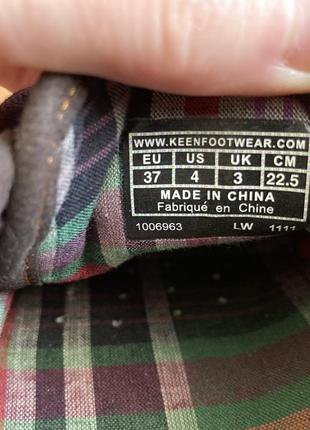 WWW.KEENFOOTWEAR.COM
EU US UK CM
37 4 3 22.5
MADE IN CHINA
Fabriqué en Chine
1006963 LW 1111